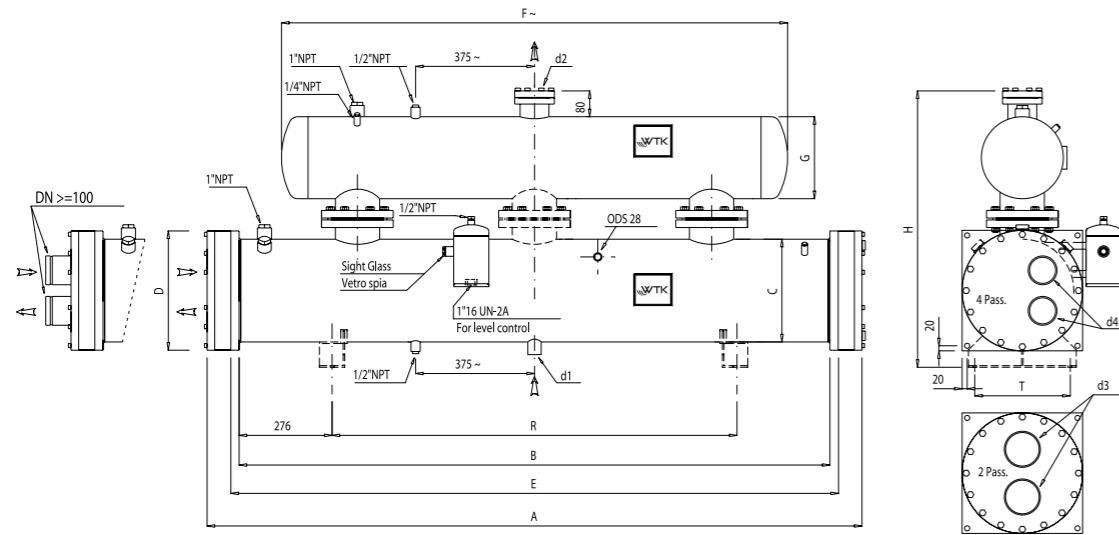 F ~
1"NPT
1/2"NPT
375 ~
d2
1/4"NPT
80
WTK
G
H
DN >=100
1"NPT
1/2"NPT
ODS 28
Sight Glass
Vetro spia
WTK
D
C
4 Pass.
1"16 UN-2A
For level control
d4
20
1/2"NPT
375 ~
d1
20
T
d3
276
R
B
2 Pass.
E
A